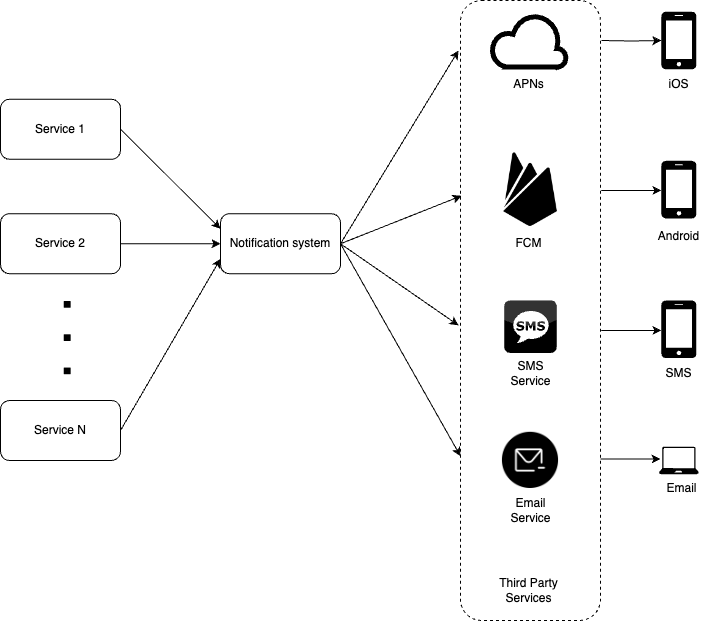 APNs
iOS
Service 1
FCM
Android
Service 2
Notification system
SMS
SMS
Service
SMS
Service N
Email
Service
Email
Third Party
Services